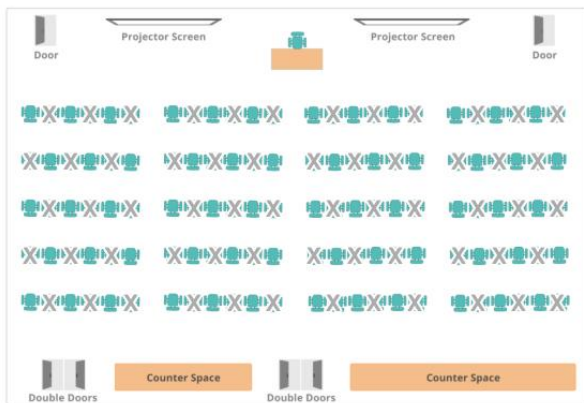 Projector Screen
Projector Screen
Door
Door
Counter Space
Counter Space
Double Doors
Double Doors